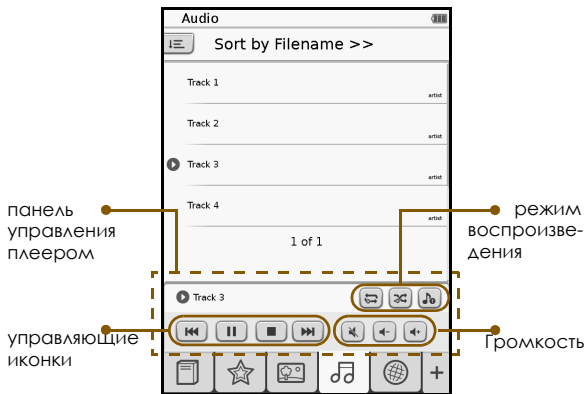 Audio
Sort by Filename >>
Track 1
artist
Track 2
artist
Track 3
artist
Track 4
artist
1 of 1
панель
управления
плеером
режим
воспроизве-
дения
Track 3
управляющие
иконки
Громкость